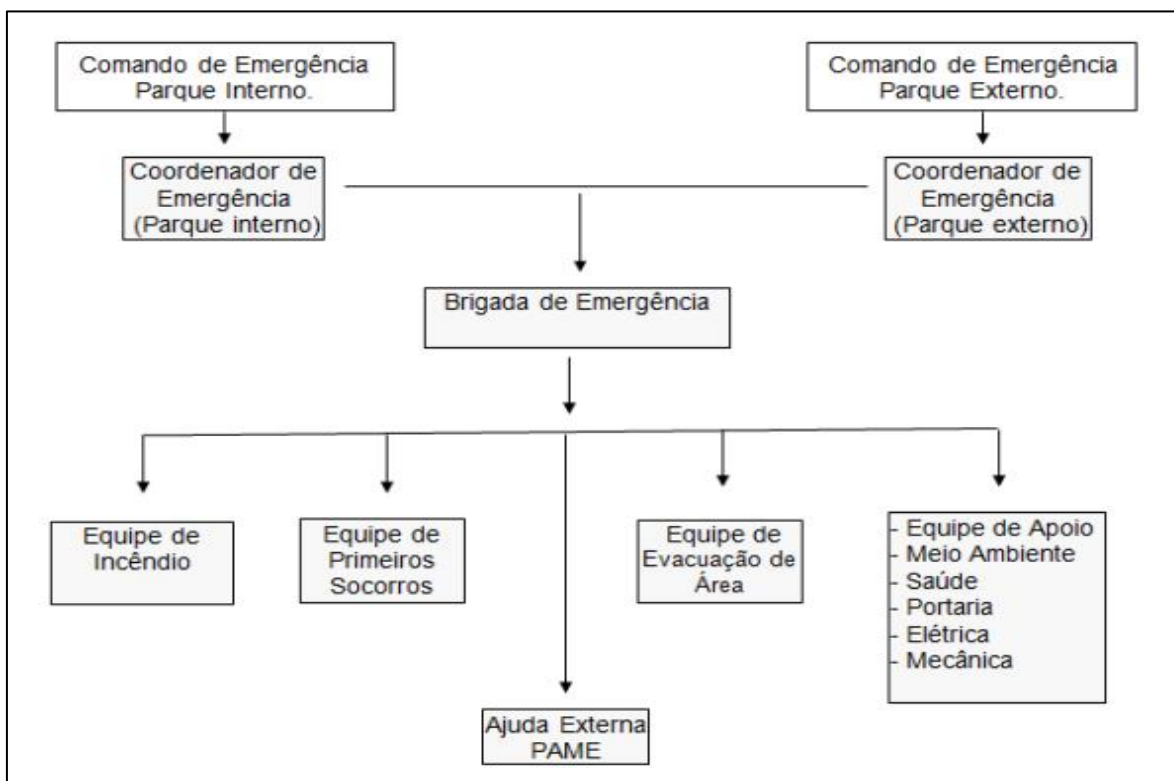 Comando de Emergência
Parque Interno.
Comando de Emergência
Parque Externo.
Coordenador de
Emergência
(Parque interno)
Coordenador de
Emergência
(Parque externo)
Brigada de Emergência
Equipe de
Incêndio
Equipe de
Primeiros
Socorros
Equipe de
Evacuação de
Área
- Equipe de Apoio
- Meio Ambiente
- Saúde
- Portaria
- Elétrica
- Mecânica
Ajuda Externa
PAME